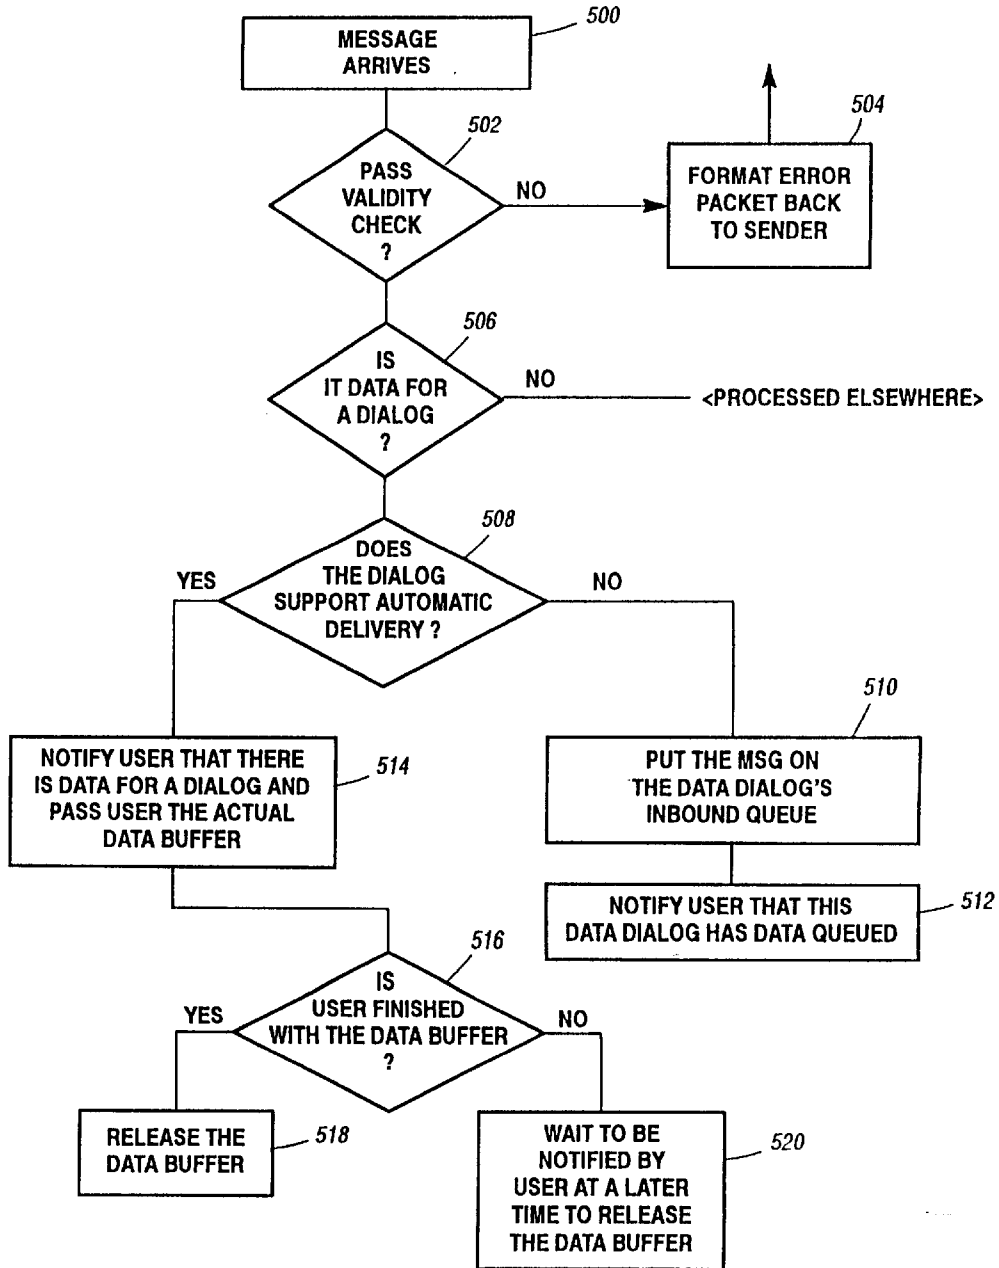 500
MESSAGE
ARRIVES
502
PASS
VALIDITY
CHECK
?
NO
504
FORMAT ERROR
PACKET BACK
TO SENDER
506
IS
IT DATA FOR
A DIALOG
?
NO
<PROCESSED ELSEWHERE>
508
DOES
THE DIALOG
SUPPORT AUTOMATIC
DELIVERY ?
YES
NO
510
PUT THE MSG ON
THE DATA DIALOG'S
INBOUND QUEUE
514
NOTIFY USER THAT THERE
IS DATA FOR A DIALOG AND
PASS USER THE ACTUAL
DATA BUFFER
512
NOTIFY USER THAT THIS
DATA DIALOG HAS DATA QUEUED
516
IS
USER FINISHED
WITH THE DATA BUFFER
?
YES
NO
RELEASE THE
DATA BUFFER
518
WAIT TO BE
NOTIFIED BY
USER AT A LATER
TIME TO RELEASE
THE DATA BUFFER
520